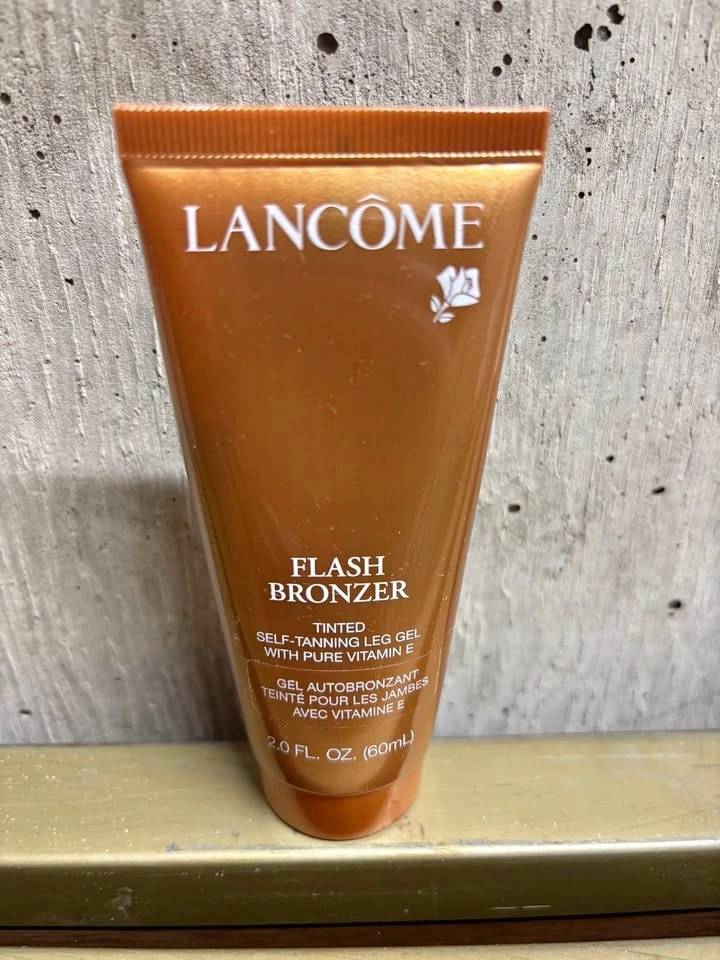 LANCÔME
FLASH
BRONZER
TINTED
SELF-TANNING LEG GEL
WITH PURE VITAMIN E
GEL AUTOBRONZANT
TEINTÉ POUR LES JAMBES
AVEC VITAMINE E
2.0 FL. OZ. (60mL)